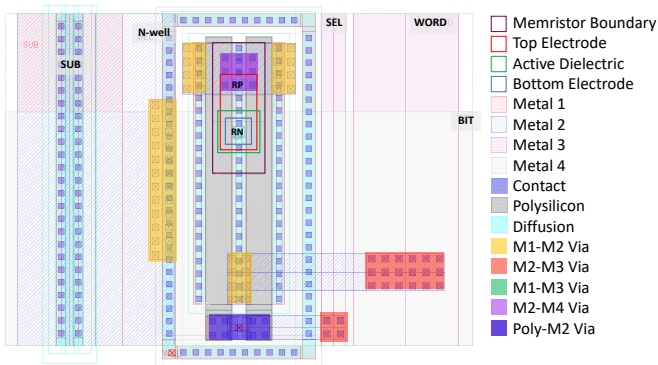 SEL
WORD
N-well
SUB
SUB
RP
RN
BIT
Memristor Boundary
Top Electrode
Active Dielectric
Bottom Electrode
Metal 1
Metal 2
Metal 3
Metal 4
Contact
Polysilicon
Diffusion
M1-M2 Via
M2-M3 Via
M1-M3 Via
M2-M4 Via
Poly-M2 Via